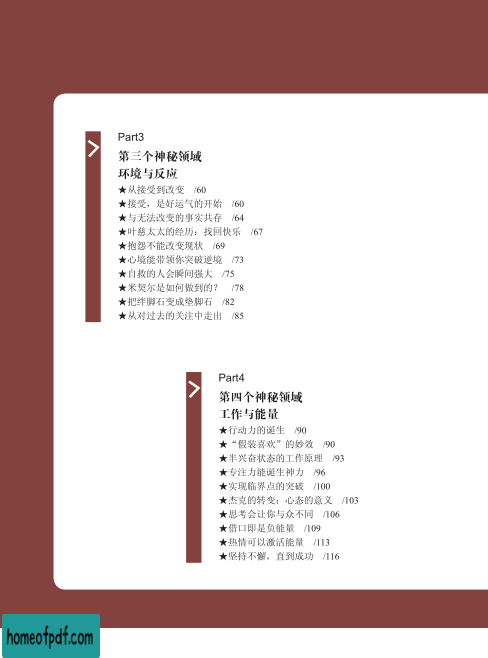 Part3
第三个神秘领域
环境与反应
★从接受到改变 /60
★接受，是好运气的开始 /60
★与无法改变的事实共存 /64
★叶慈太太的经历：找回快乐 /67
★抱怨不能改变现状 /69
★心境能带领你突破逆境 /73
★自救的人会瞬间强大 /75
★米契尔是如何做到的？ /78
★把绊脚石变成垫脚石 /82
★从对过去的关注中走出 /85
Part4
第四个神秘领域
工作与能量
★行动力的诞生 /90
★“假装喜欢”的妙效 /90
★半兴奋状态的工作原理 /93
★专注力能诞生神力 /96
★实现临界点的突破 /100
★杰克的转变：心态的意义 /103
★思考会让你与众不同 /106
★借口即是负能量 /109
★热情可以激活能量 /113
★坚持不懈，直到成功 /116
homeofpdf.com